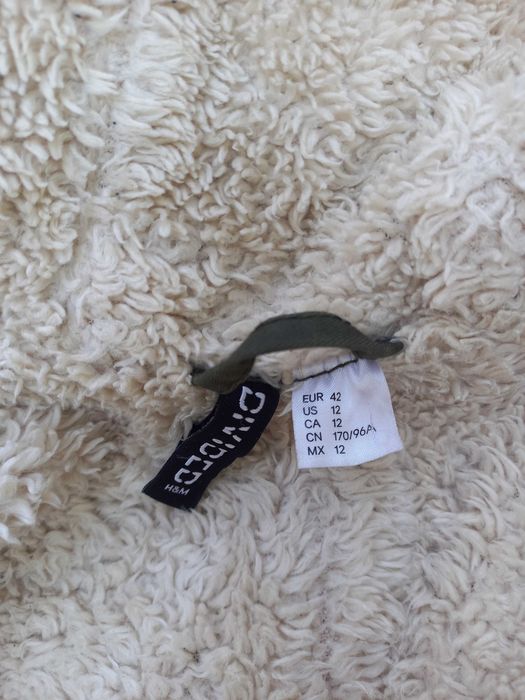 DIVIDED
H&M
EUR 42
US 12
CA 12
CN 170/96A
MX 12